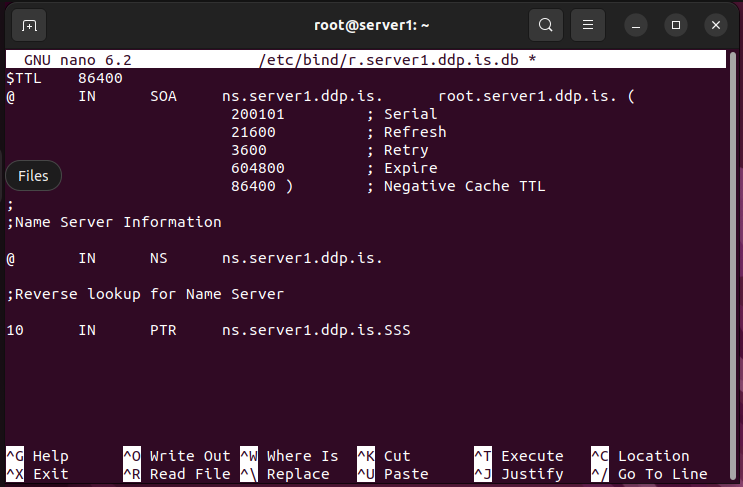 root@server1: ~
GNU nano 6.2 /etc/bind/r.server1.ddp.is.db *
$TTL 86400
@ IN SOA ns.server1.ddp.is. root.server1.ddp.is. (
200101 ; Serial
21600 ; Refresh
3600 ; Retry
604800 ; Expire
86400 ) ; Negative Cache TTL
Files
;
;Name Server Information
@ IN NS ns.server1.ddp.is.
;Reverse lookup for Name Server
10 IN PTR ns.server1.ddp.is.SSS
^G Help ^O Write Out ^W Where Is ^K Cut ^T Execute ^C Location
^X Exit ^R Read File ^\ Replace ^U Paste ^J Justify ^/ Go To Line